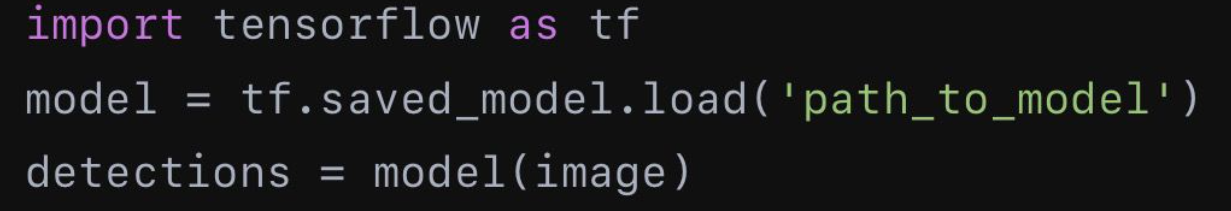 import tensorflow as tf
model = tf.saved_model.load('path_to_model')
detections = model(image)